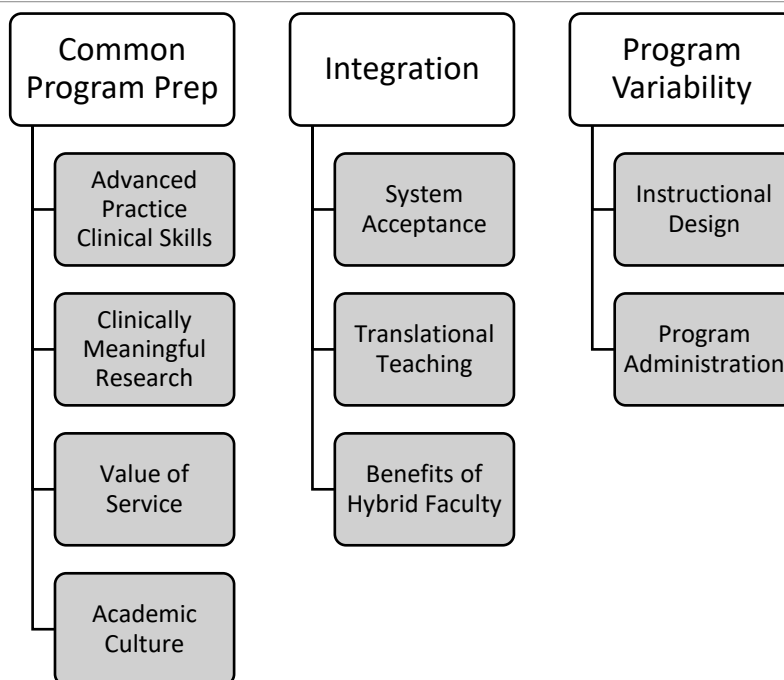 Common
Program Prep
Advanced
Practice
Clinical Skills
Clinically
Meaningful
Research
Value of
Service
Academic
Culture
Integration
System
Acceptance
Translational
Teaching
Benefits of
Hybrid Faculty
Program
Variability
Instructional
Design
Program
Administration